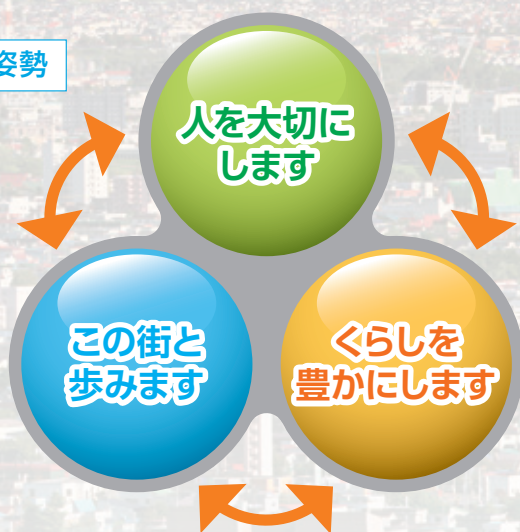 姿勢
人を大切に
します
この街と
歩みます
くらしを
豊かにします